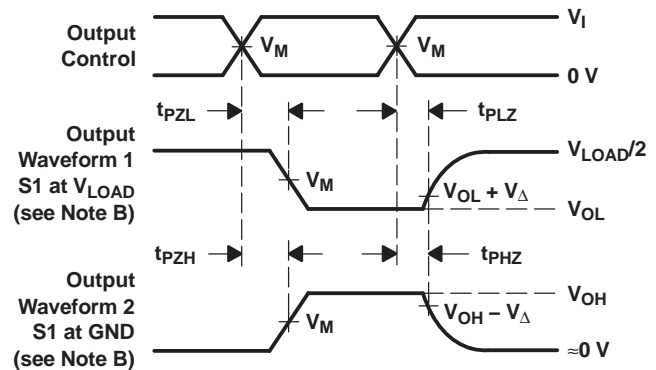 Output
Control
V_M
V_M
V_I
0 V
t_PZL
t_PLZ
Output
Waveform 1
S1 at V_LOAD
(see Note B)
V_M
V_LOAD/2
V_OL + V_Δ
V_OL
t_PZH
t_PHZ
Output
Waveform 2
S1 at GND
(see Note B)
V_M
V_OH
V_OH − V_Δ
≈0 V